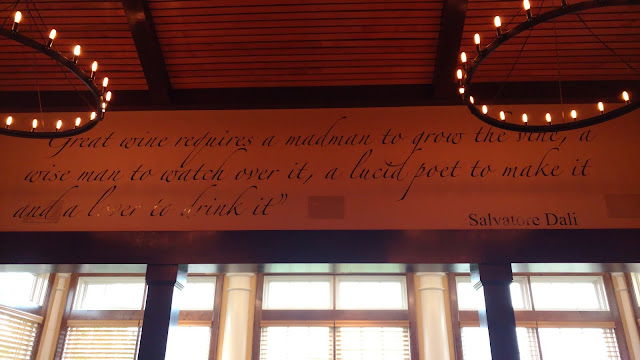 "Great wine requires a madman to grow the vine, a
wise man to watch over it, a lucid poet to make it
and a lover to drink it"
Salvatore Dali